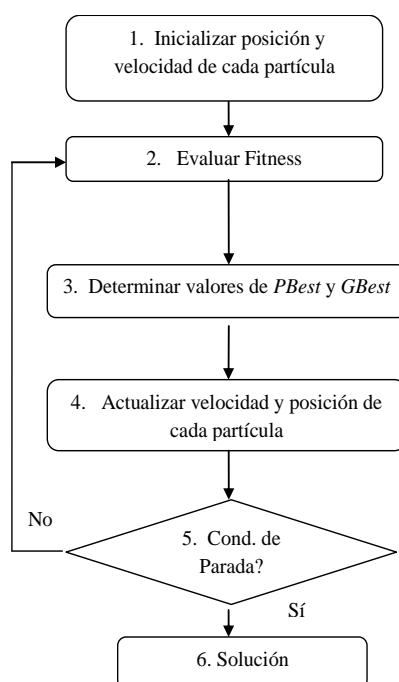 1. Inicializar posición y
velocidad de cada partícula
2. Evaluar Fitness
3. Determinar valores de PBest y GBest
4. Actualizar velocidad y posición de
cada partícula
No
5. Cond. de
Parada?
Sí
6. Solución